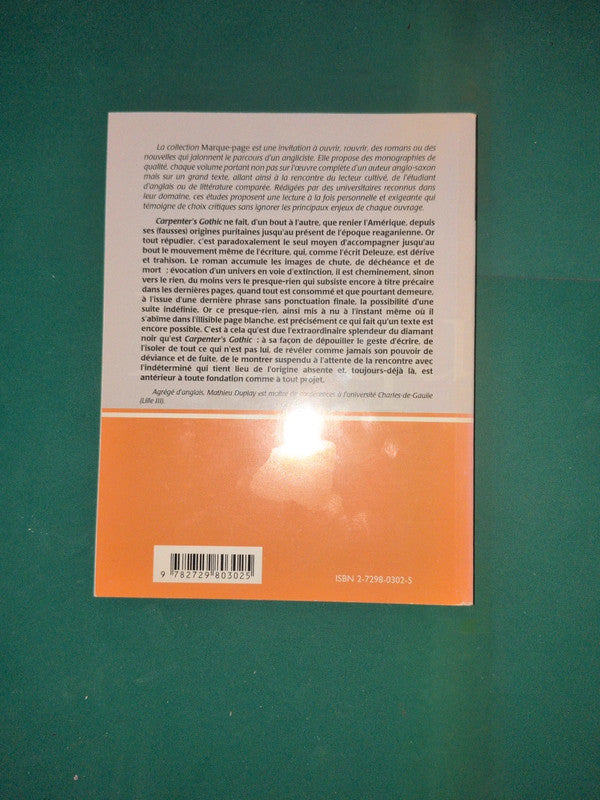 La collection Marque-page est une invitation à ouvrir, rouvrir, des romans ou des
nouvelles qui jalonnent le parcours d'un angliciste. Elle propose des monographies de
qualité, chaque volume portant non pas sur l'œuvre complète d'un auteur anglo-saxon
mais sur un grand texte, allant ainsi à la rencontre du lecteur cultivé, de l'étudiant
d'anglais ou de littérature comparée. Rédigées par des universitaires reconnus dans
leur domaine, ces études proposent une lecture à la fois personnelle et exigeante qui
témoigne de choix critiques sans ignorer les principaux enjeux de chaque ouvrage.
Carpenter's Gothic ne fait, d'un bout à l'autre, que renier l'Amérique, depuis
ses (fausses) origines puritaines jusqu'au présent de l'époque reaganienne. Or
tout répudier, c'est paradoxalement le seul moyen d'accompagner jusqu'au
bout le mouvement même de l'écriture, qui, comme l'écrit Deleuze, est dérive
et trahison. Le roman accumule les images de chute, de déchéance et de
mort : évocation d'un univers en voie d'extinction, il est cheminement, sinon
vers le rien, du moins vers le presque-rien qui subsiste encore à titre précaire
dans les dernières pages, quand tout est consommé et que pourtant demeure,
à l'issue d'une dernière phrase sans ponctuation finale, la possibilité d'une
suite indéfinie. Or ce presque-rien, ainsi mis à nu à l'instant même où il
s'abîme dans l'illisible page blanche, est précisément ce qui fait qu'un texte est
encore possible. C'est à cela qu'est due l'extraordinaire splendeur du diamant
noir qu'est Carpenter's Gothic : à sa façon de dépouiller le geste d'écrire, de
l'isoler de tout ce qui n'est pas lui, de révéler comme jamais son pouvoir de
déviance et de fuite, de le montrer suspendu à l'attente de la rencontre avec
l'indéterminé qui tient lieu de l'origine absente et, toujours-déjà là, est
antérieur à toute fondation comme à tout projet.
Agrégé d'anglais, Mathieu Duplay est maître de conférences à l'université Charles-de-Gaulle
(Lille III).
9 782729 803025
ISBN 2-7298-0302-5